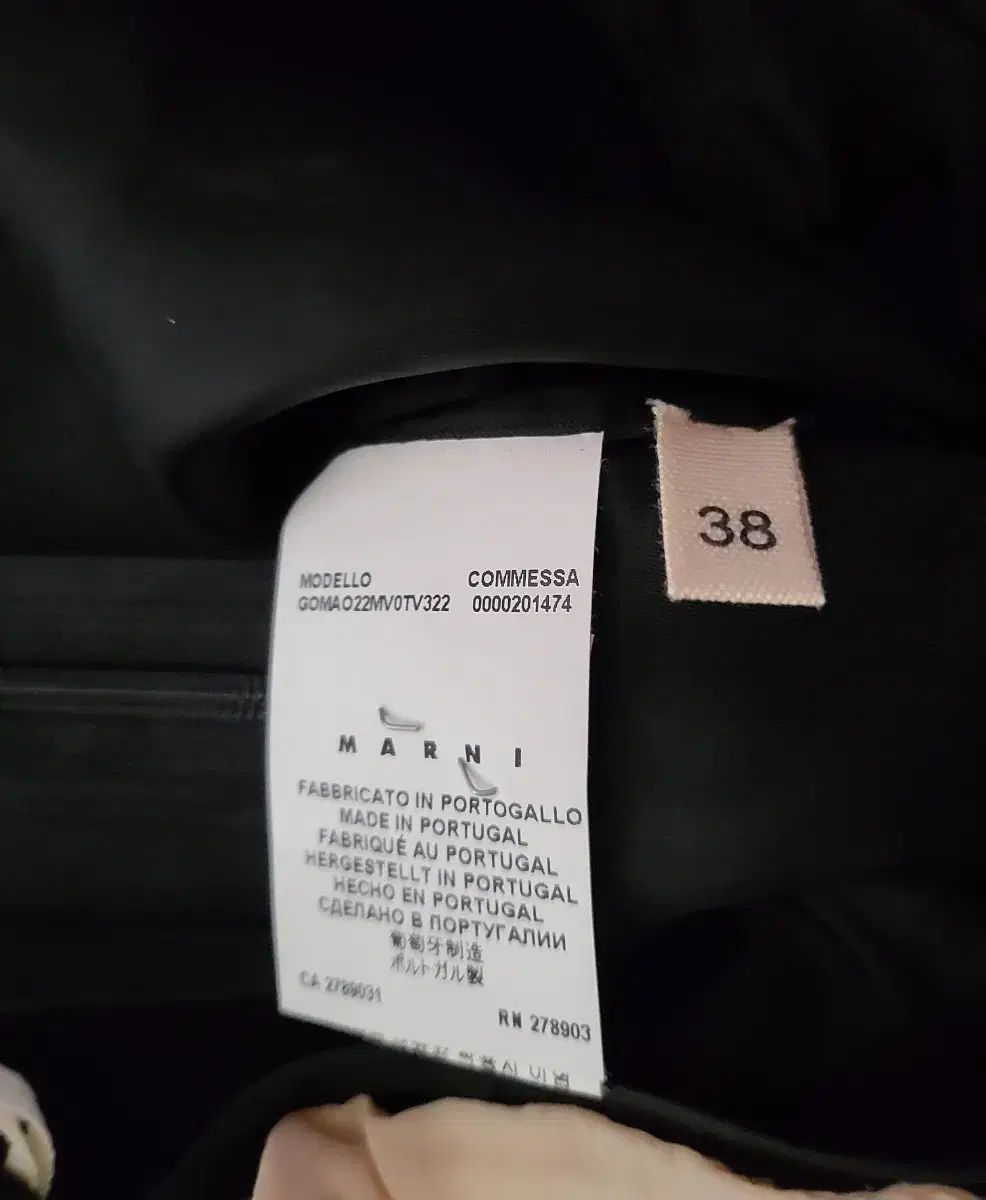 38
MODELLO COMMESSA
GOMAO22MV0TV322 0000201474
MARNI
FABBRICATO IN PORTOGALLO
MADE IN PORTUGAL
FABRIQUÉ AU PORTUGAL
HERGESTELLT IN PORTUGAL
HECHO EN PORTUGAL
СДЕЛАНО В ПОРТУГАЛИИ
葡萄牙制造
ポルトガル製
CA 2789031
RN 278903